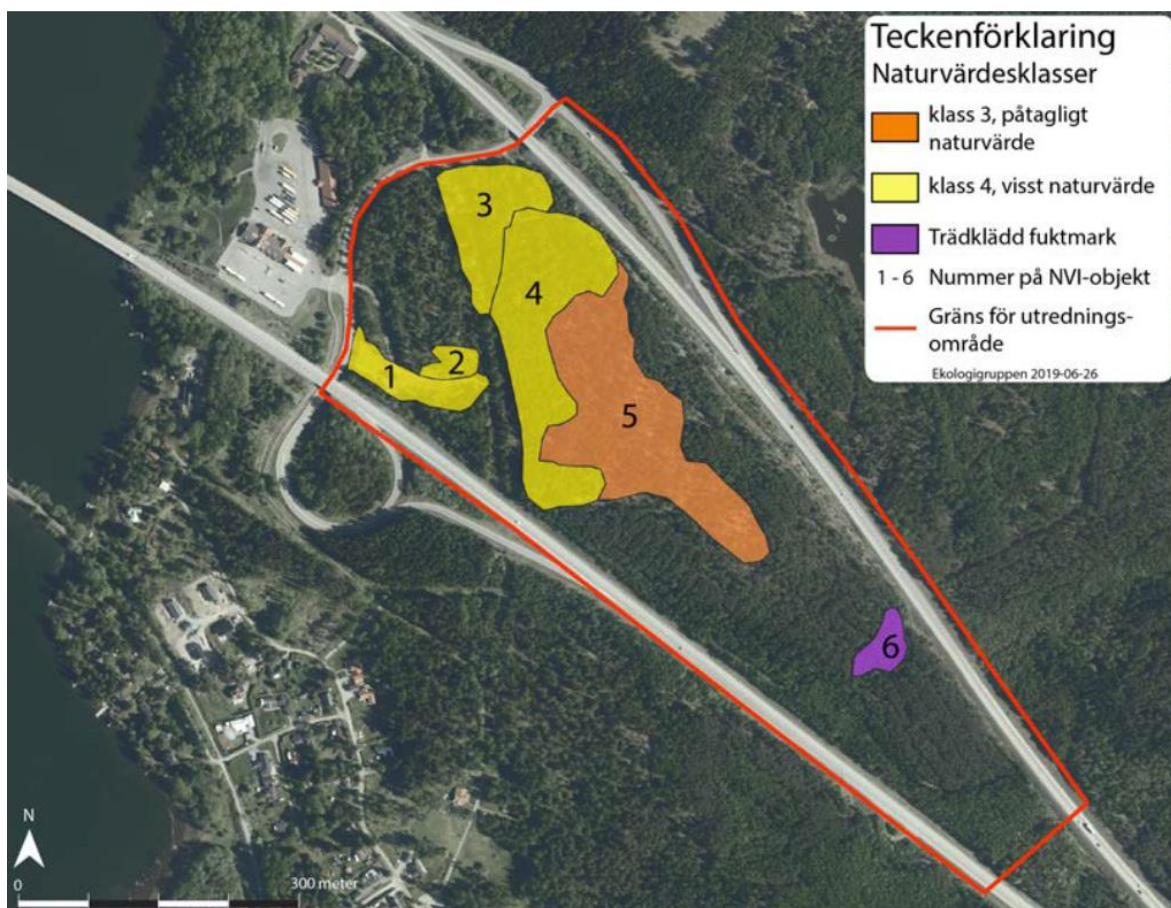 Teckenförklaring
Naturvärdesklasser
klass 3, påtagligt
naturvärde
klass 4, visst naturvärde
Trädklädd fuktmark
1 - 6 Nummer på NVI-objekt
Gräns för utrednings-
område
Ekologigruppen 2019-06-26
3
4
2
1
5
6
N
0
300 meter